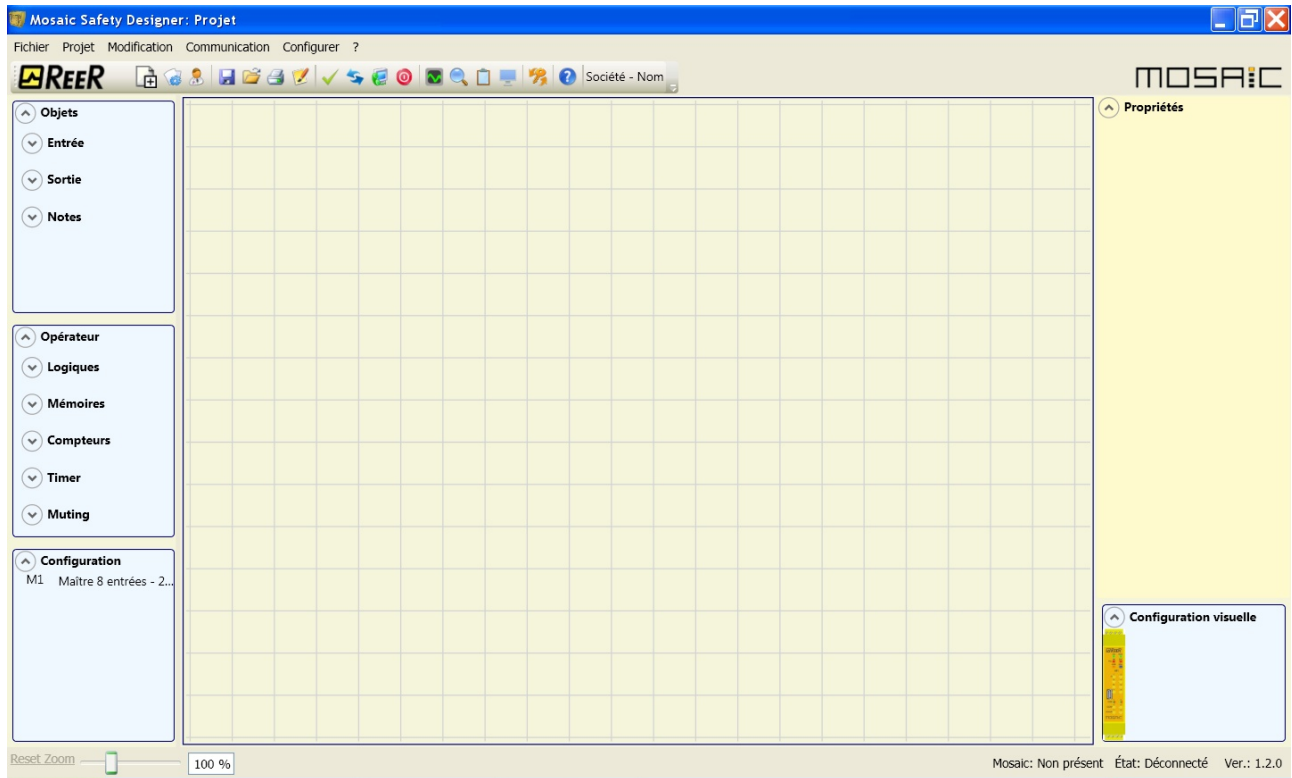 Mosaic Safety Designer: Projet
Fichier Projet Modification Communication Configurer ?
REER
Société - Nom
MOSAIC
Objets
Entrée
Sortie
Notes
Opérateur
Logiques
Mémoires
Compteurs
Timer
Muting
Configuration
M1 Maître 8 entrées - 2...
Propriétés
Configuration visuelle
Reset Zoom
100 %
Mosaic: Non présent État: Déconnecté Ver.: 1.2.0